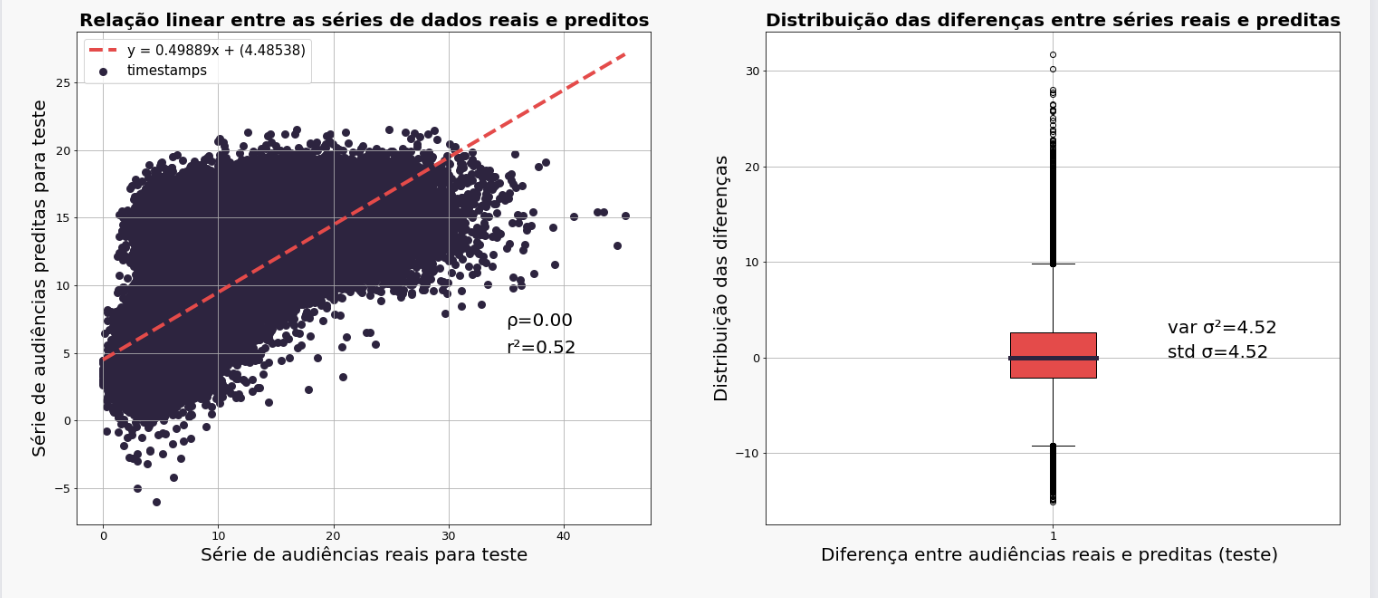 Relação linear entre as séries de dados reais e preditos
y = 0.49889x + (4.48538)
timestamps
Série de audiências preditas para teste
25
20
15
10
5
0
−5
ρ=0.00
r²=0.52
0 10 20 30 40
Série de audiências reais para teste
Distribuição das diferenças entre séries reais e preditas
Distribuição das diferenças
30
20
10
0
−10
var σ²=4.52
std σ=4.52
1
Diferença entre audiências reais e preditas (teste)